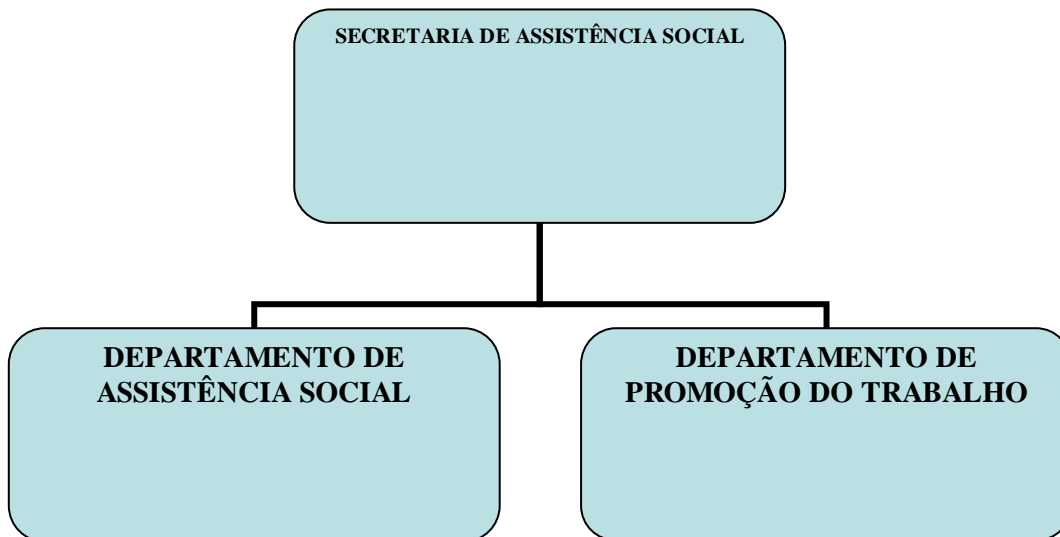 SECRETARIA DE ASSISTÊNCIA SOCIAL
DEPARTAMENTO DE
ASSISTÊNCIA SOCIAL
DEPARTAMENTO DE
PROMOÇÃO DO TRABALHO